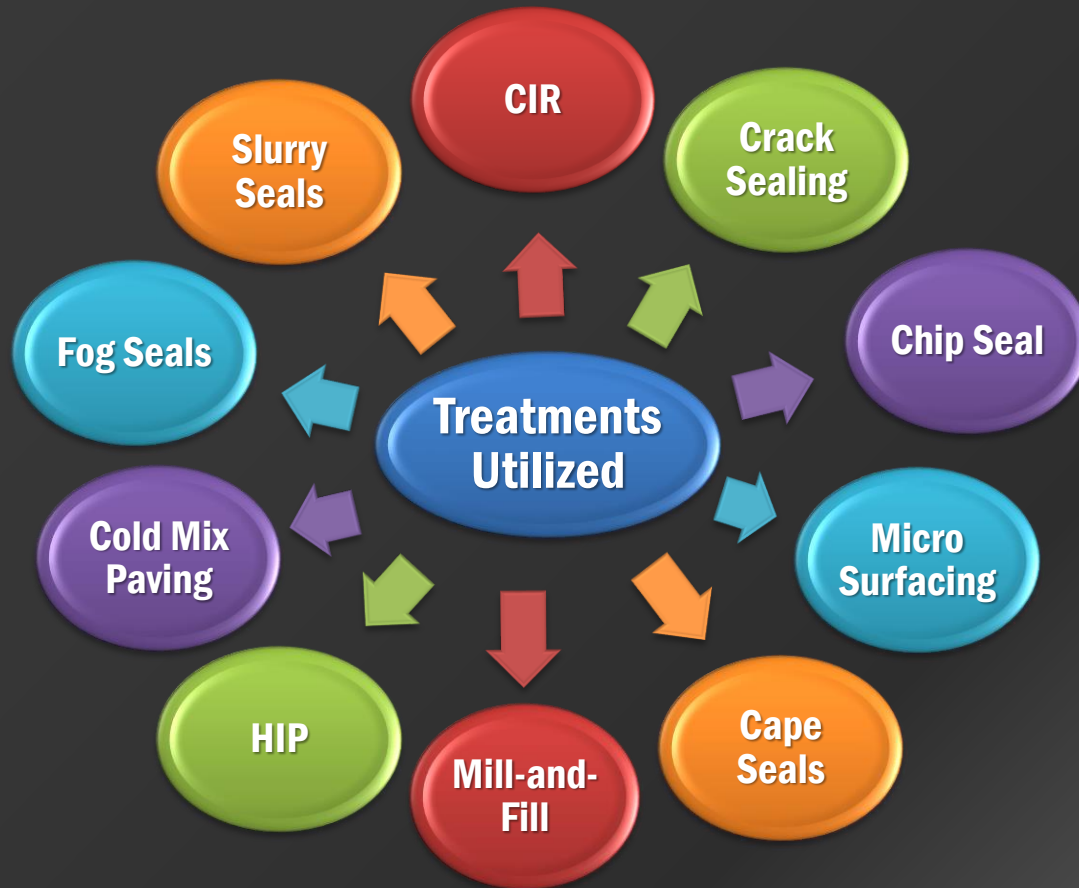 CIR
Crack
Sealing
Chip Seal
Micro
Surfacing
Cape
Seals
Mill-and-
Fill
HIP
Cold Mix
Paving
Fog Seals
Slurry
Seals
Treatments
Utilized